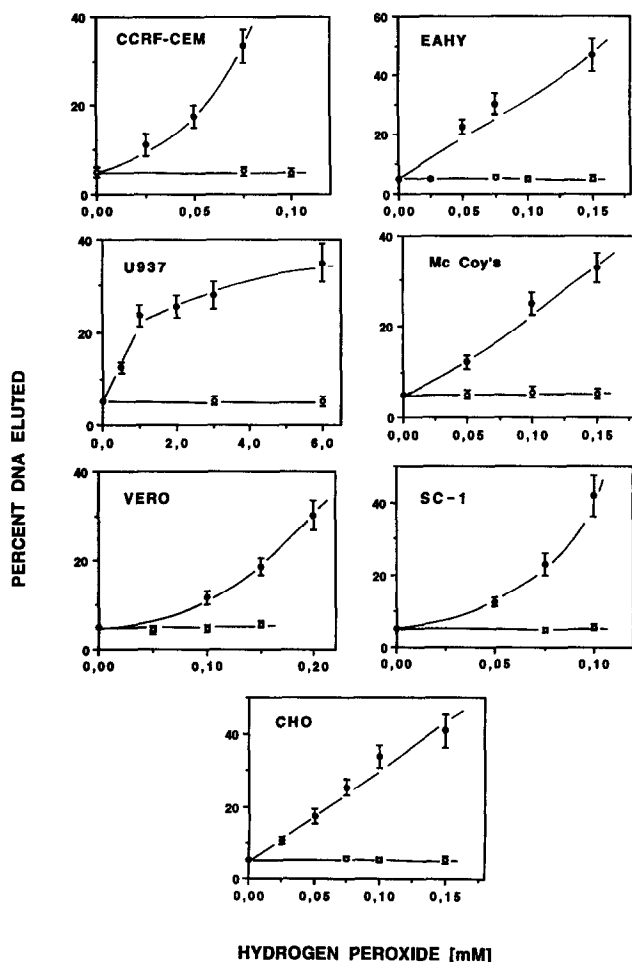 CCRF-CEM
40
20
0
0,00 0,05 0,10
EAHY
60
40
20
0
0,00 0,05 0,10 0,15
U937
40
20
0
0,0 2,0 4,0 6,0
Mc Coy's
40
20
0
0,00 0,05 0,10 0,15
VERO
40
20
0
0,00 0,10 0,20
SC-1
60
40
20
0
0,00 0,05 0,10
CHO
40
20
0
0,00 0,05 0,10 0,15
PERCENT DNA ELUTED
HYDROGEN PEROXIDE [mM]